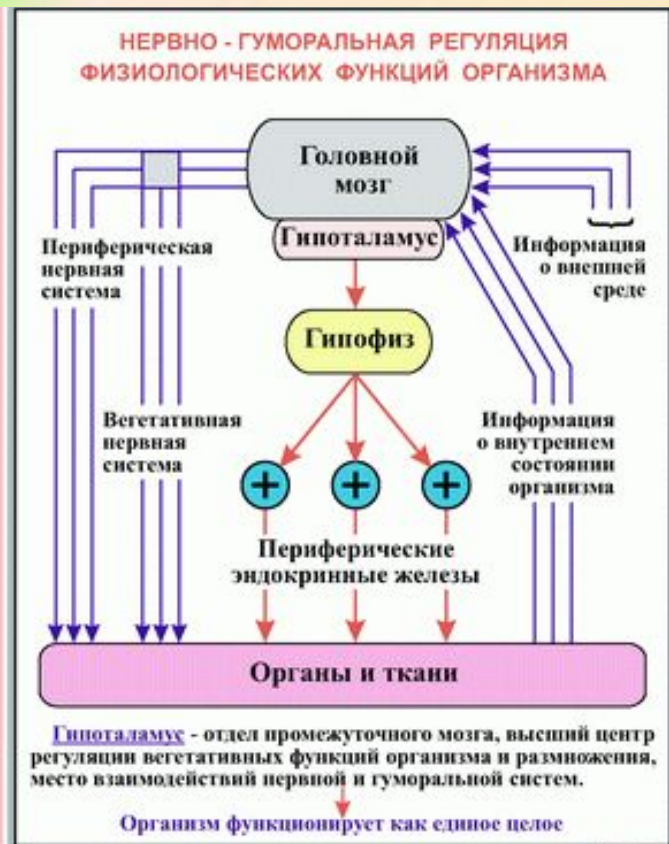 НЕРВНО - ГУМОРАЛЬНАЯ РЕГУЛЯЦИЯ
ФИЗИОЛОГИЧЕСКИХ ФУНКЦИЙ ОРГАНИЗМА
Головной
мозг
Гипоталамус
Периферическая
нервная
система
Информация
о внешней
среде
Гипофиз
Вегетативная
нервная
система
Информация
о внутреннем
состоянии
организма
+ + +
Периферические
эндокринные железы
Органы и ткани
Гипоталамус - отдел промежуточного мозга, высший центр
регуляции вегетативных функций организма и размножения,
место взаимодействий нервной и гуморальной систем.
Организм функционирует как единое целое